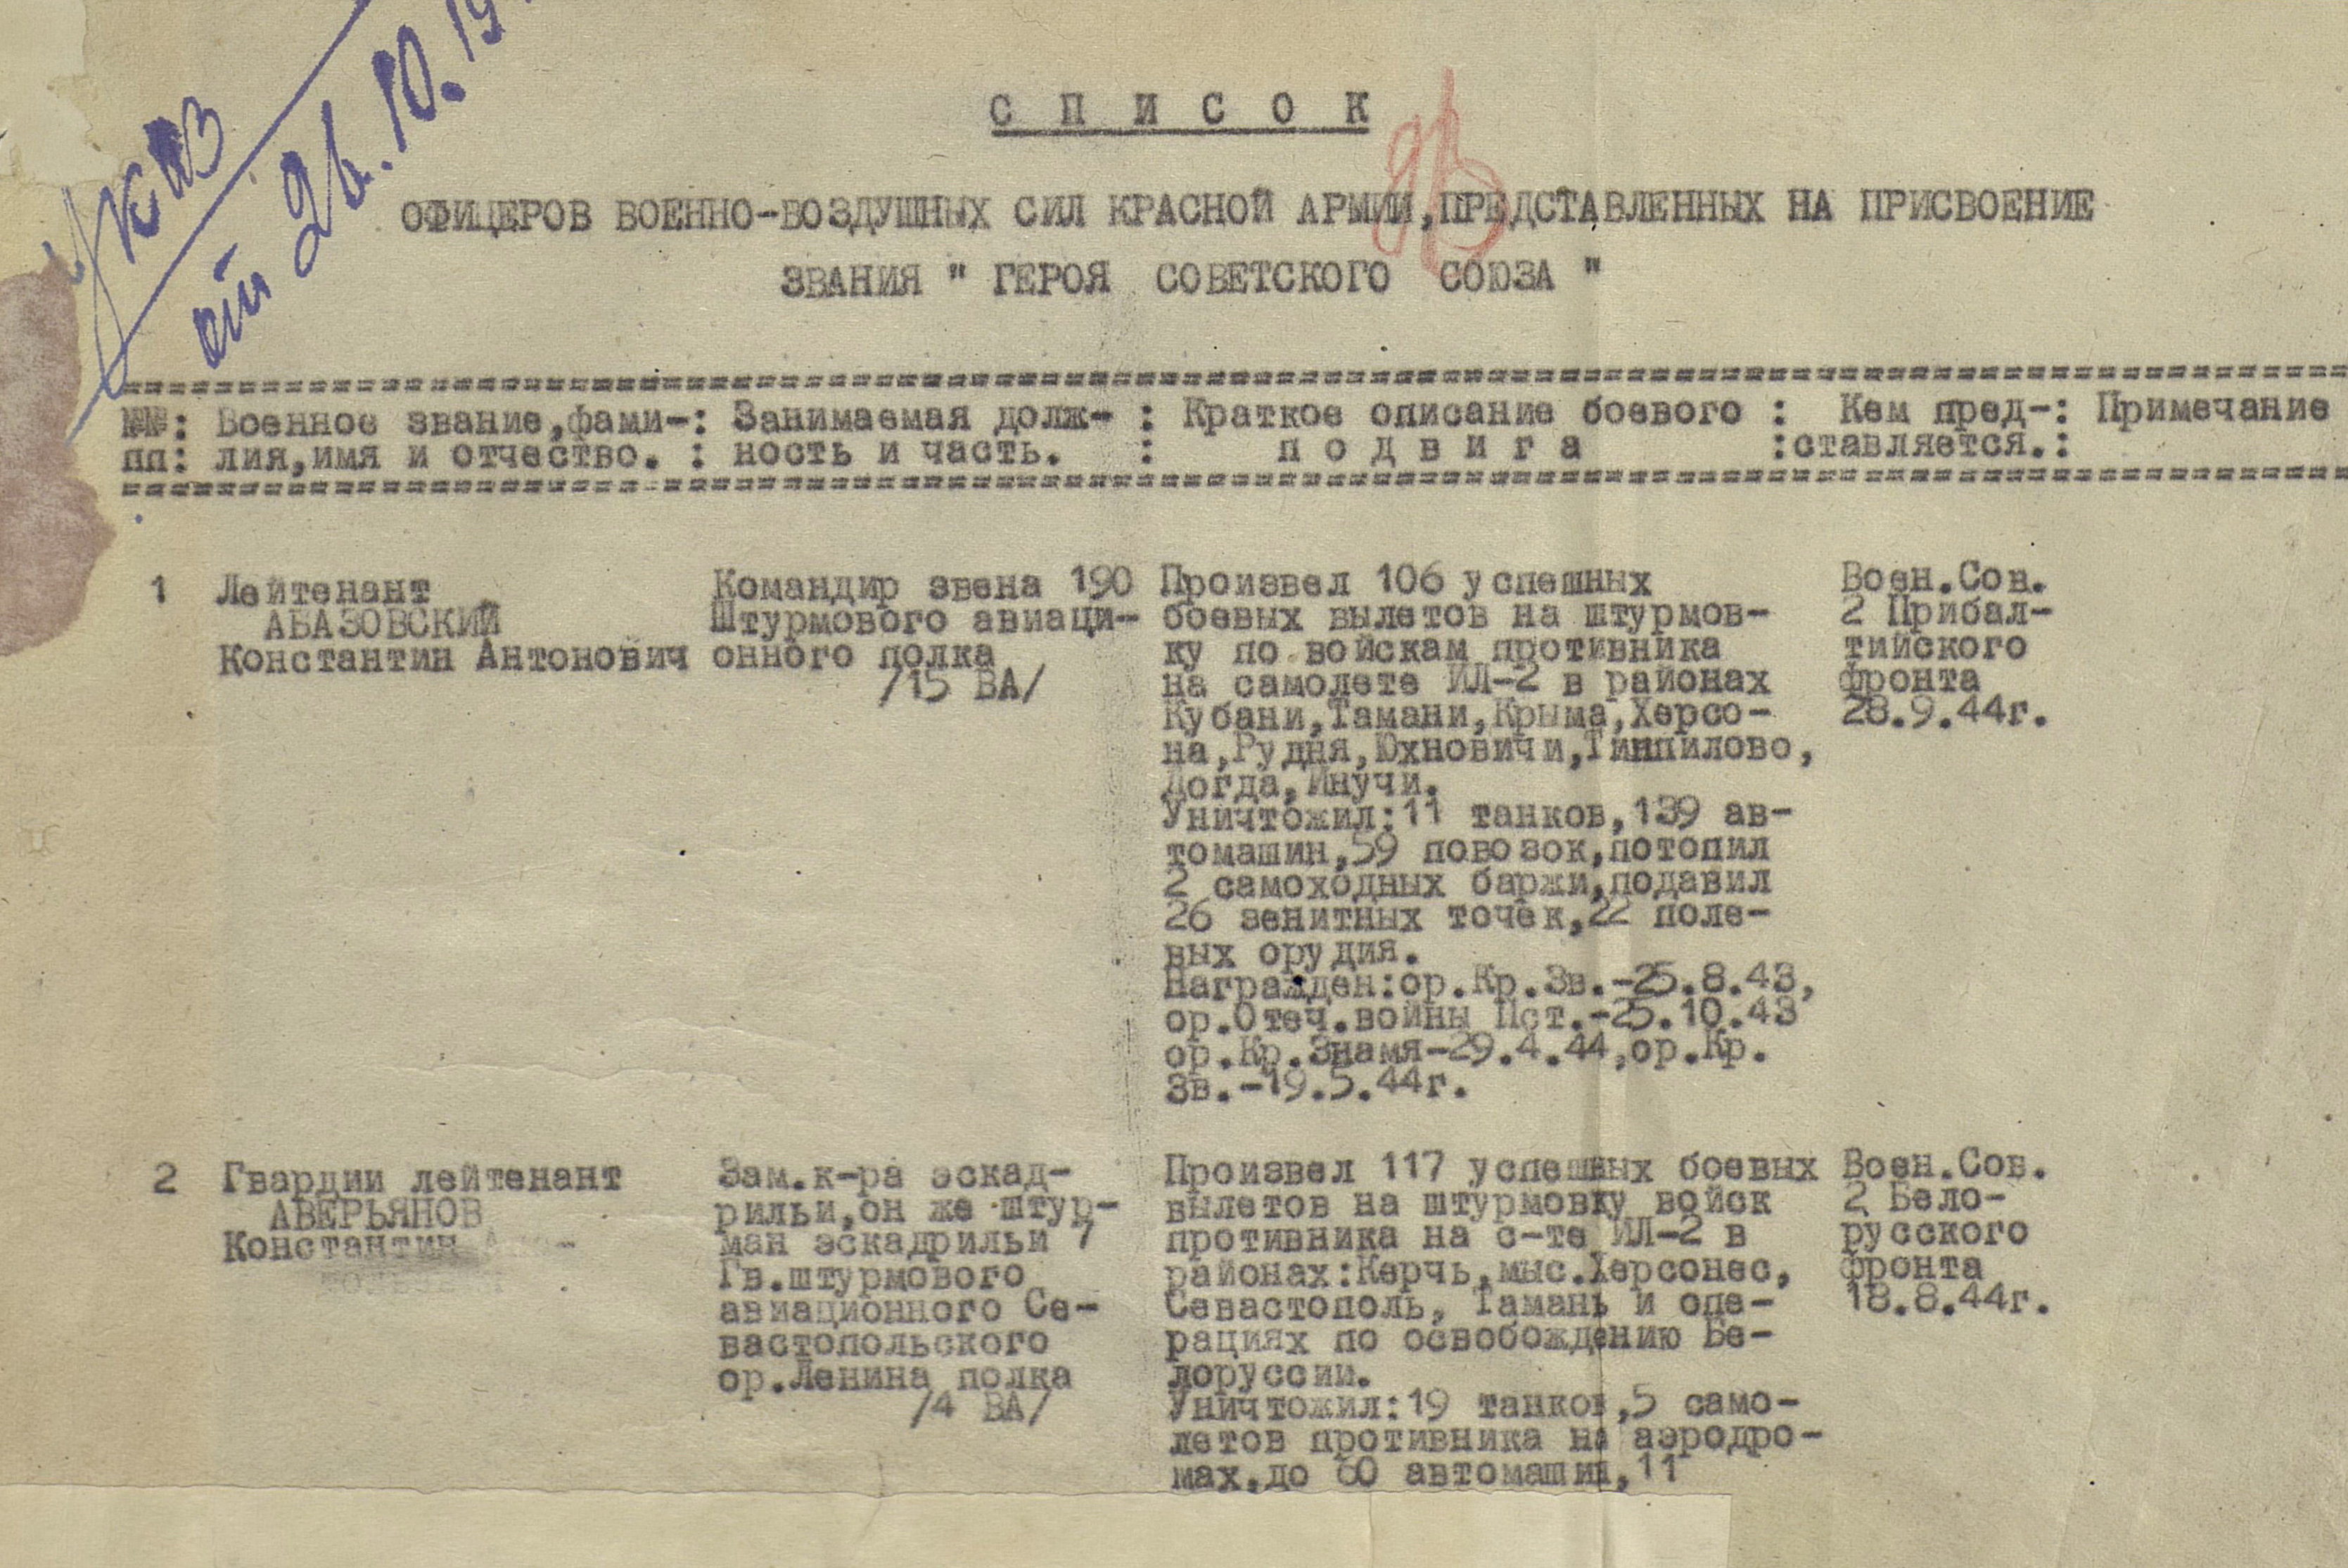 Указ
от 26.10.19
С П И С О К
ОФИЦЕРОВ ВОЕННО-ВОЗДУШНЫХ СИЛ КРАСНОЙ АРМИИ,ПРЕДСТАВЛЕННЫХ НА ПРИСВОЕНИЕ
ЗВАНИЯ " ГЕРОЯ СОВЕТСКОГО СОЮЗА "
№№: Военное звание,фами-: Занимаемая долж- : Краткое описание боевого : Кем пред-: Примечание
пп: лия,имя и отчество. : ность и часть. : п о д в и г а :ставляется.:
1 Лейтенант
АБАЗОВСКИЙ
Константин Антонович
Командир звена 190
Штурмового авиаци-
онного полка
/15 ВА/
Произвел 106 успешных
боевых вылетов на штурмов-
ку по войскам противника
на самолете ИЛ-2 в районах
Кубани,Тамани,Крыма,Херсо-
на,Рудня,Юхновичи,Тинпилово,
Догда,Инучи.
Уничтожил:11 танков,139 ав-
томашин,59 повозок,потопил
2 самоходных баржи,подавил
26 зенитных точек,22 поле-
вых орудия.
Награжден:ор.Кр.Зв.-25.8.43,
ор.Отеч.войны Пст.-25.10.43
ор.Кр.Знамя-29.4.44,ор.Кр.
Зв.-19.5.44г.
Воен.Сов.
2 Прибал-
тийского
фронта
28.9.44г.
2 Гвардии лейтенант
АВЕРЬЯНОВ
Константин
Зам.к-ра эскад-
рильи,он же штур-
ман эскадрильи 7
Гв.штурмового
авиационного Се-
вастопольского
ор.Ленина полка
/4 ВА/
Произвел 117 успешных боевых
вылетов на штурмовку войск
противника на с-те ИЛ-2 в
районах:Керчь,мыс.Херсонес,
Севастополь, Тамань и опе-
рациях по освобождению Бе-
лоруссии.
Уничтожил:19 танков,5 само-
летов противника на аэродро-
мах,до 60 автомашин,11
Воен.Сов.
2 Бело-
русского
фронта
18.8.44г.